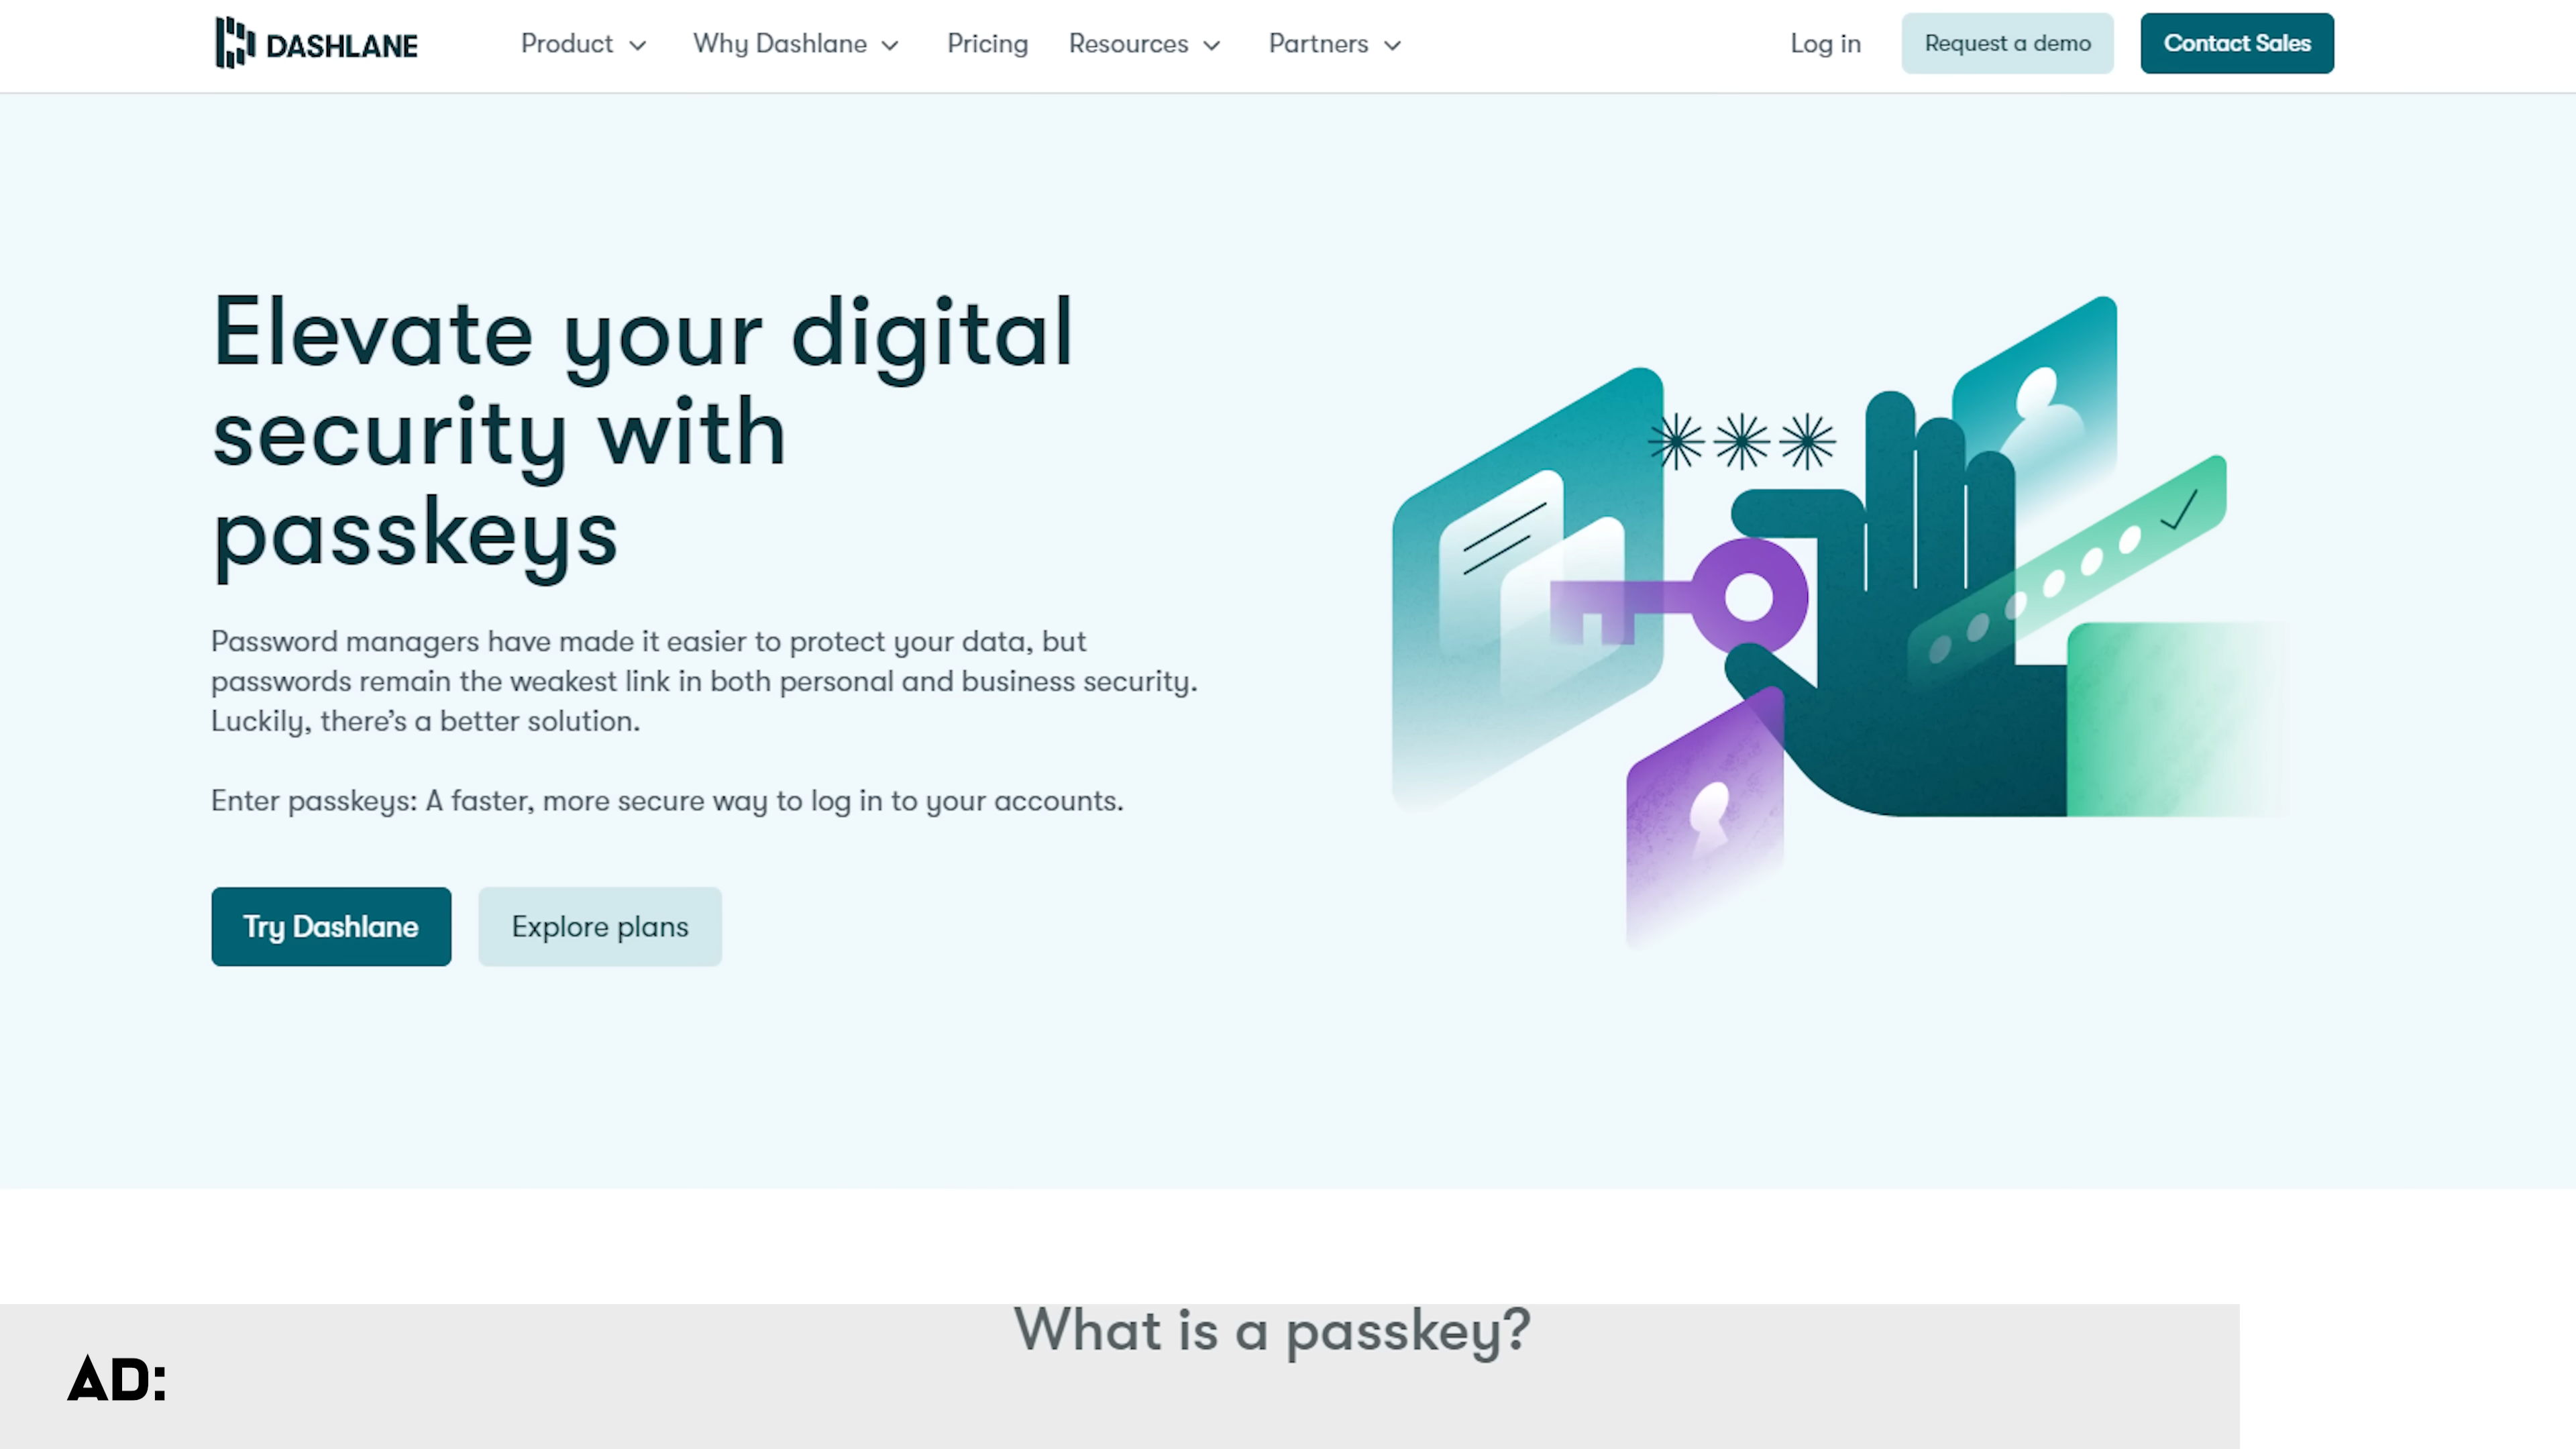 DASHLANE
Product
Why Dashlane
Pricing
Resources
Partners
Log in
Request a demo
Contact Sales
Elevate your digital
security with
passkeys
Password managers have made it easier to protect your data, but
passwords remain the weakest link in both personal and business security.
Luckily, there’s a better solution.
Enter passkeys: A faster, more secure way to log in to your accounts.
Try Dashlane
Explore plans
What is a passkey?
AD: